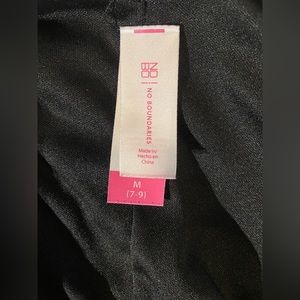 NO
BO
NO BOUNDARIES
Made in
Hecho en
China
M
(7-9)